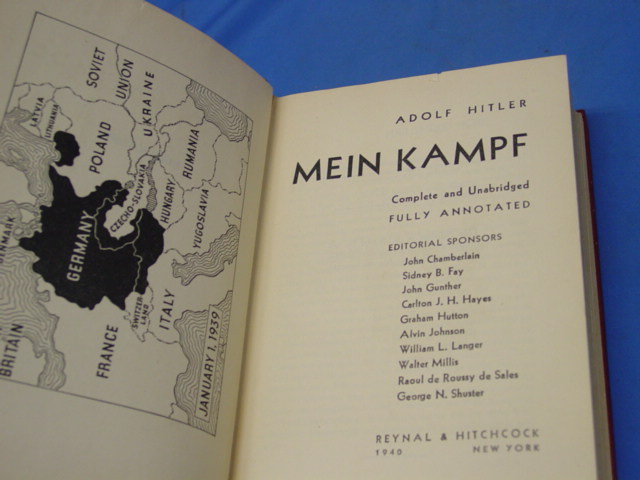 SOVIET
UNION
UKRAINE
LATVIA
LITHUANIA
POLAND
RUMANIA
CZECHO-SLOVAKIA
HUNGARY
YUGOSLAVIA
GERMANY
DENMARK
SWITZER-
LAND
ITALY
FRANCE
BRITAIN
JANUARY 1, 1939
ADOLF HITLER
MEIN KAMPF
Complete and Unabridged
FULLY ANNOTATED
EDITORIAL SPONSORS
John Chamberlain
Sidney B. Fay
John Gunther
Carlton J. H. Hayes
Graham Hutton
Alvin Johnson
William L. Langer
Walter Millis
Raoul de Roussy de Sales
George N. Shuster
REYNAL & HITCHCOCK
1940 NEW YORK